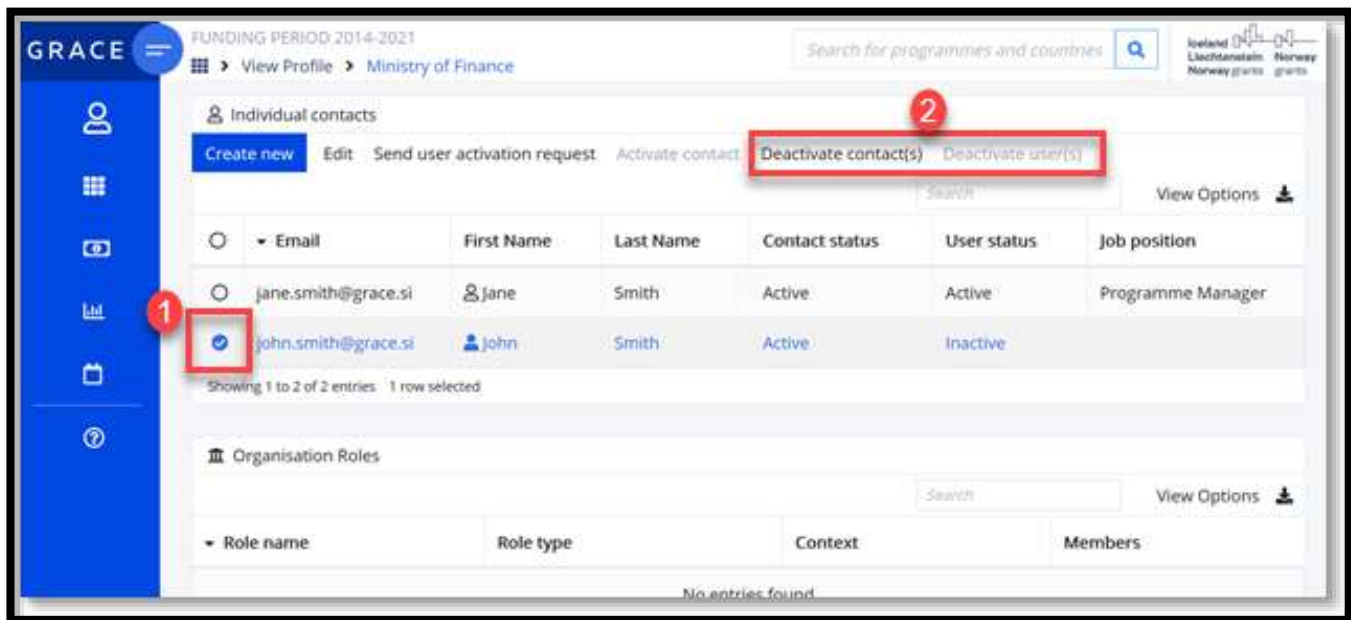 GRACE
FUNDING PERIOD 2014-2021
View Profile > Ministry of Finance
Search for programmes and countries
Iceland
Liechtenstein Norway
Norway grants grants
Individual contacts
2
Create new Edit Send user activation request Activate contact Deactivate contact(s) Deactivate user(s)
Search View Options
Email First Name Last Name Contact status User status Job position
jane.smith@grace.si Jane Smith Active Active Programme Manager
1
john.smith@grace.si John Smith Active Inactive
Showing 1 to 2 of 2 entries 1 row selected
Organisation Roles
Search View Options
Role name Role type Context Members
No entries found